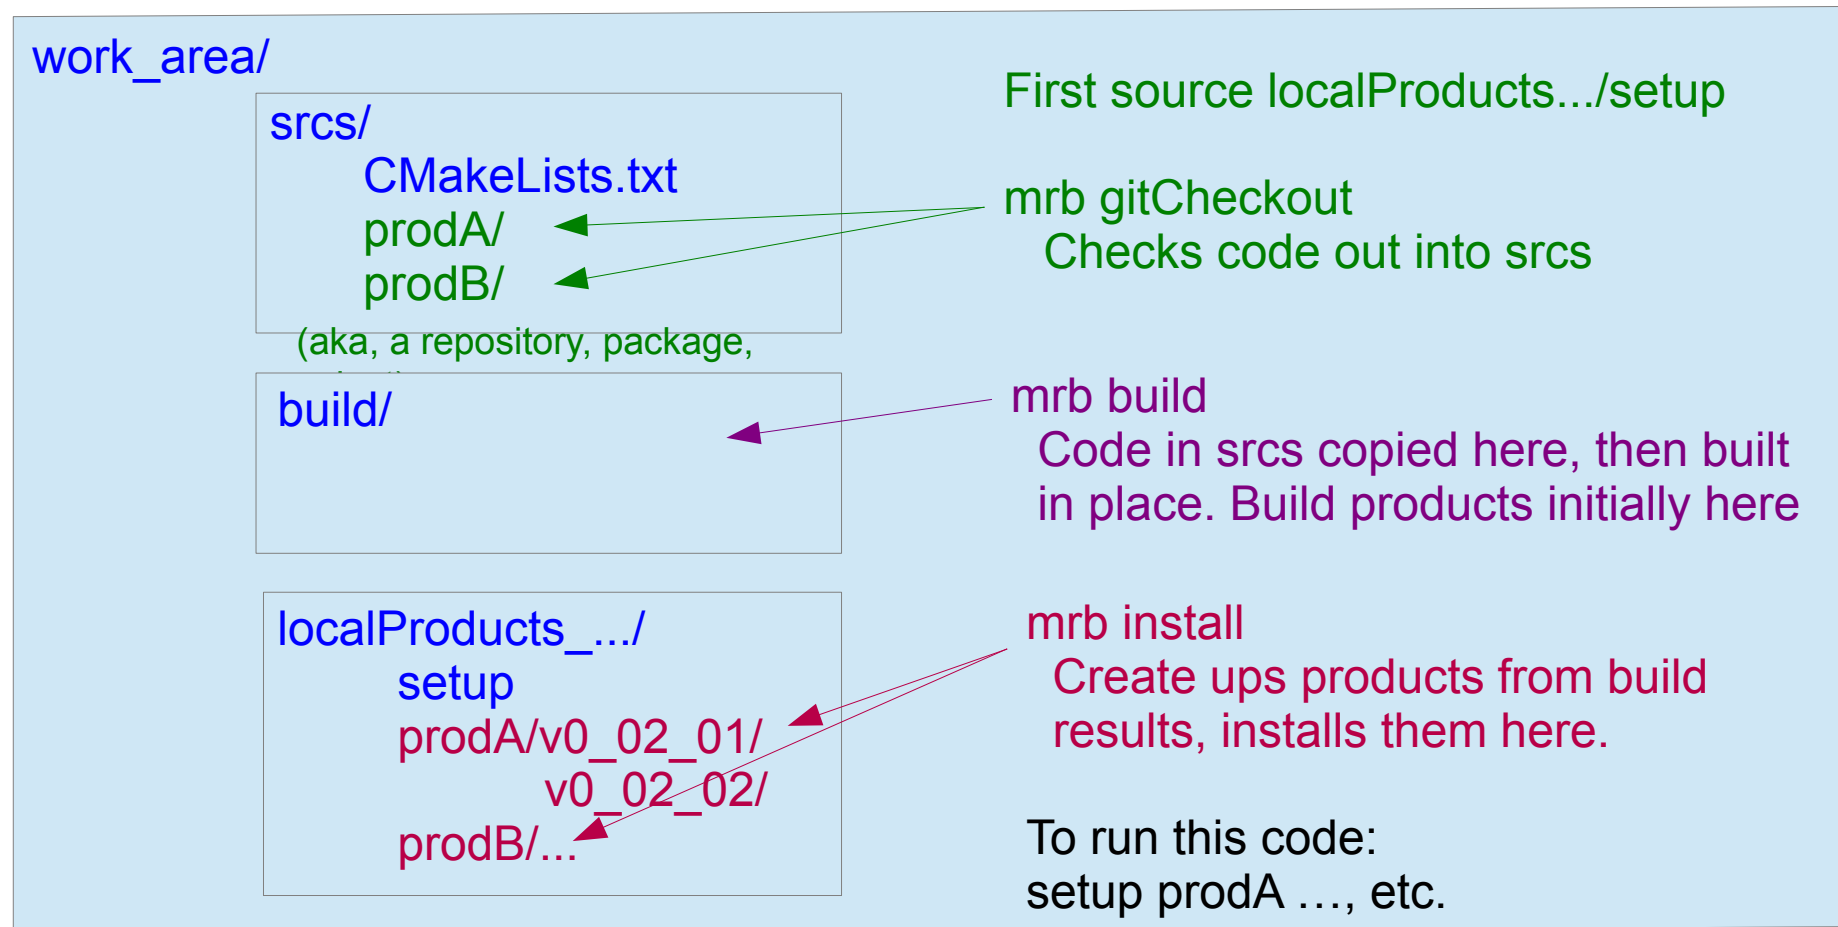 work_area/
srcs/
CMakeLists.txt
prodA/
prodB/
(aka, a repository, package,
build/
localProducts_.../
setup
prodA/v0_02_01/
v0_02_02/
prodB/...
First source localProducts.../setup
mrb gitCheckout
Checks code out into srcs
mrb build
Code in srcs copied here, then built
in place. Build products initially here
mrb install
Create ups products from build
results, installs them here.
To run this code:
setup prodA …, etc.